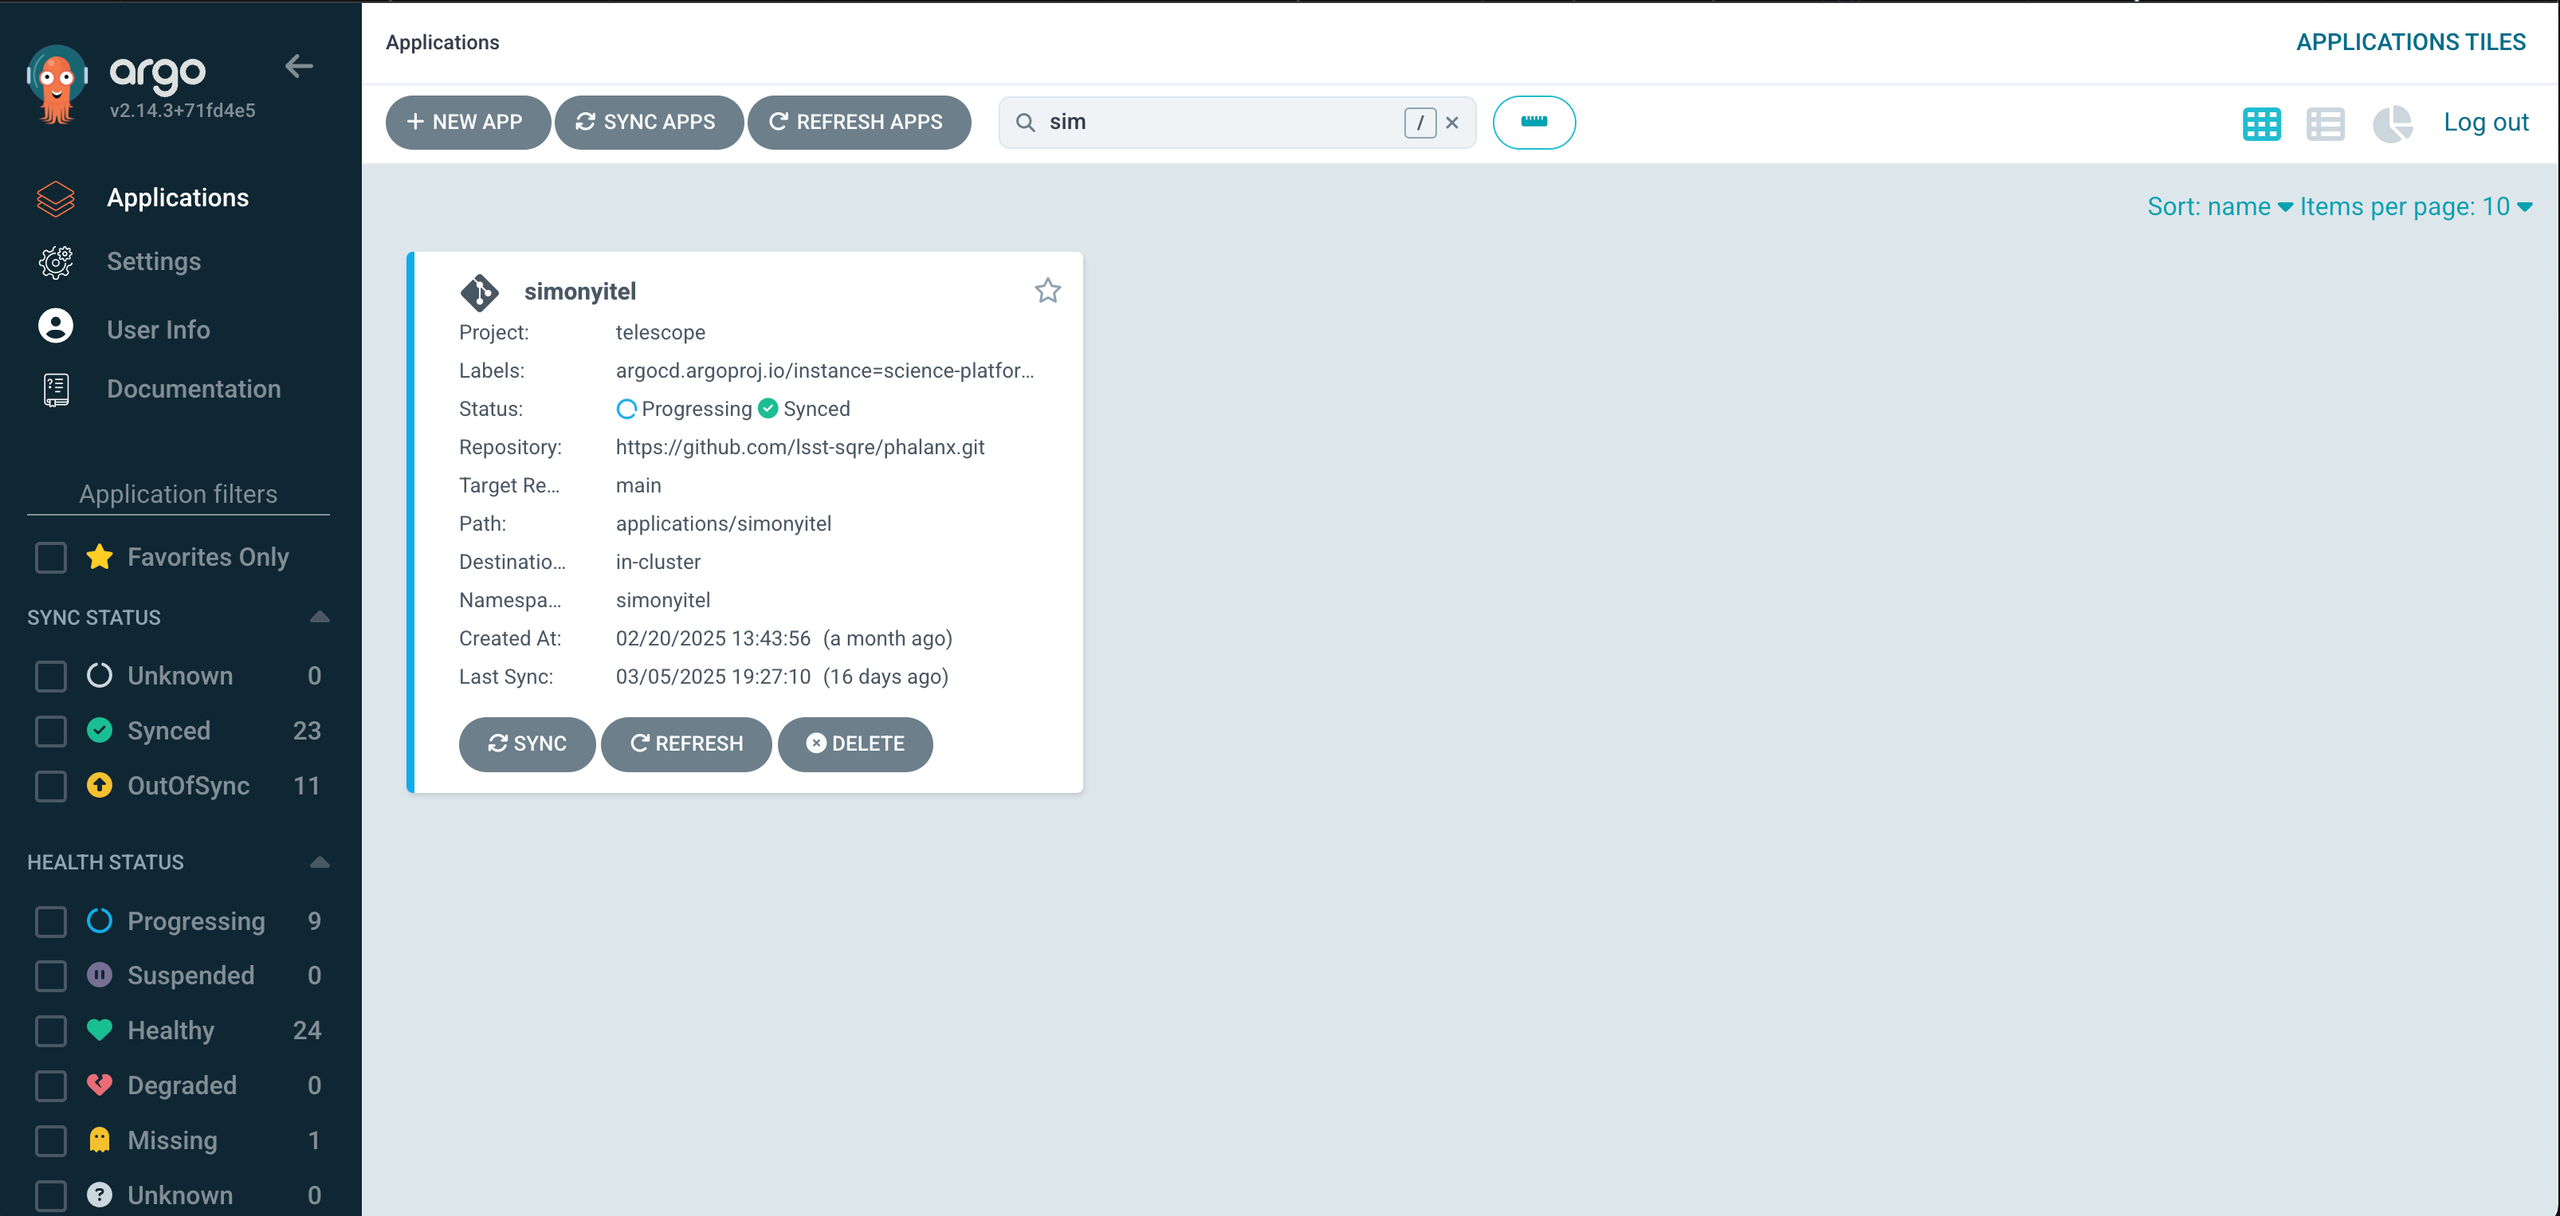 argo
v2.14.3+71fd4e5
Applications
Settings
User Info
Documentation
Application filters
Favorites Only
SYNC STATUS
Unknown 0
Synced 23
OutOfSync 11
HEALTH STATUS
Progressing 9
Suspended 0
Healthy 24
Degraded 0
Missing 1
Unknown 0
Applications APPLICATIONS TILES
NEW APP SYNC APPS REFRESH APPS sim / Log out
Sort: name Items per page: 10
simonyitel
Project: telescope
Labels: argocd.argoproj.io/instance=science-platfor...
Status: Progressing Synced
Repository: https://github.com/lsst-sqre/phalanx.git
Target Re... main
Path: applications/simonyitel
Destinatio... in-cluster
Namespa... simonyitel
Created At: 02/20/2025 13:43:56 (a month ago)
Last Sync: 03/05/2025 19:27:10 (16 days ago)
SYNC REFRESH DELETE